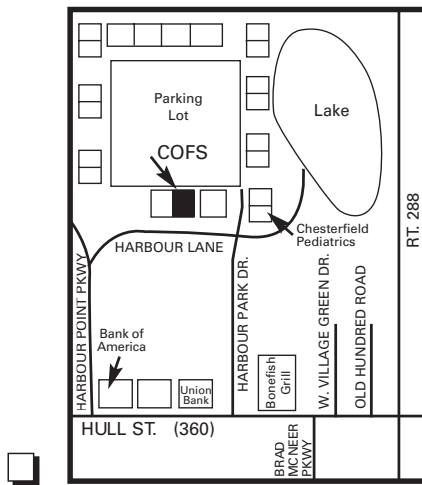 Parking
Lot
Lake
COFS
RT. 288
Chesterfield
Pediatrics
HARBOUR LANE
HARBOUR POINT PKWY
HARBOUR PARK DR.
W. VILLAGE GREEN DR.
OLD HUNDRED ROAD
Bank of
America
Union
Bank
Bonefish
Grill
HULL ST. (360)
BRAD
MCNEER
PKWY